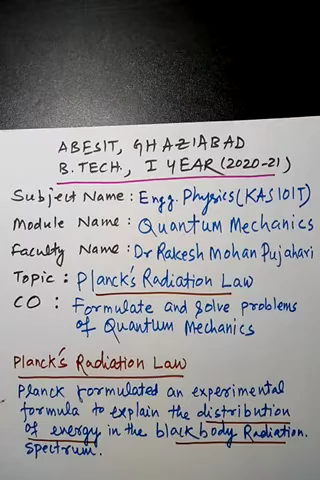 ABESIT, GHAZIABAD
B.TECH., I YEAR (2020-21)
Subject Name : Engg. Physics (KAS101T)
Module Name : Quantum Mechanics
Faculty Name : Dr Rakesh Mohan Pujahari
Topic : Planck's Radiation Law
CO : Formulate and solve problems
of Quantum Mechanics
Planck's Radiation Law
Planck formulated an experimental
formula to explain the distribution
of energy in the blackbody Radiation.
Spectrum.